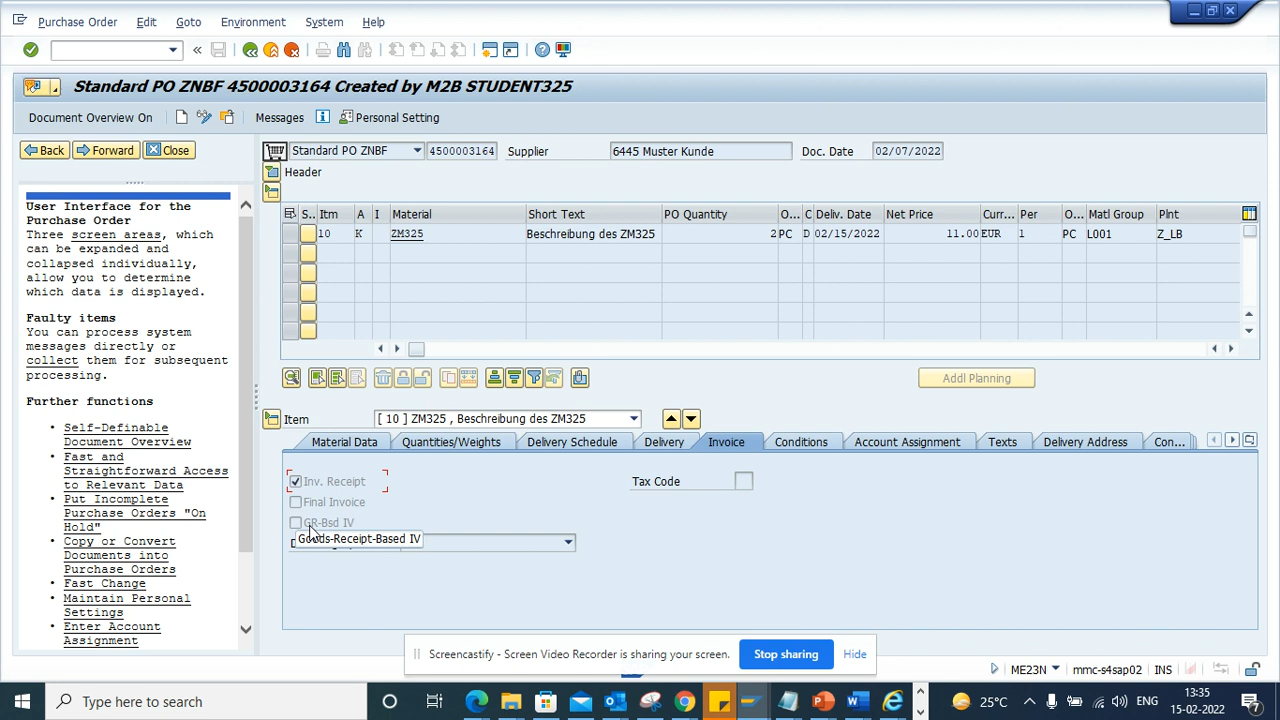 Purchase Order Edit Goto Environment System Help
Standard PO ZNBF 4500003164 Created by M2B STUDENT325
Document Overview On Messages Personal Setting
Back Forward Close
Standard PO ZNBF 4500003164 Supplier 6445 Muster Kunde Doc. Date 02/07/2022
Header
User Interface for the
Purchase Order
Three screen areas, which
can be expanded and
collapsed individually,
allow you to determine
which data is displayed.
Faulty items
You can process system
messages directly or
collect them for subsequent
processing.
Further functions
• Self-Definable
Document Overview
• Fast and
Straightforward Access
to Relevant Data
• Put Incomplete
Purchase Orders "On
Hold"
• Copy or Convert
Documents into
Purchase Orders
• Fast Change
• Maintain Personal
Settings
• Enter Account
Assignment
S.. Itm A I Material Short Text PO Quantity O... C Deliv. Date Net Price Curr... Per O... Matl Group Plnt
10 K ZM325 Beschreibung des ZM325 2 PC D 02/15/2022 11.00 EUR 1 PC L001 Z_LB
Addl Planning
Item [ 10 ] ZM325 , Beschreibung des ZM325
Material Data Quantities/Weights Delivery Schedule Delivery Invoice Conditions Account Assignment Texts Delivery Address Con...
Inv. Receipt Tax Code
Final Invoice
GR-Bsd IV
Goods-Receipt-Based IV
Screencastify - Screen Video Recorder is sharing your screen. Stop sharing Hide
ME23N mmc-s4sap02 INS
Type here to search
25°C ENG 13:35
15-02-2022 7